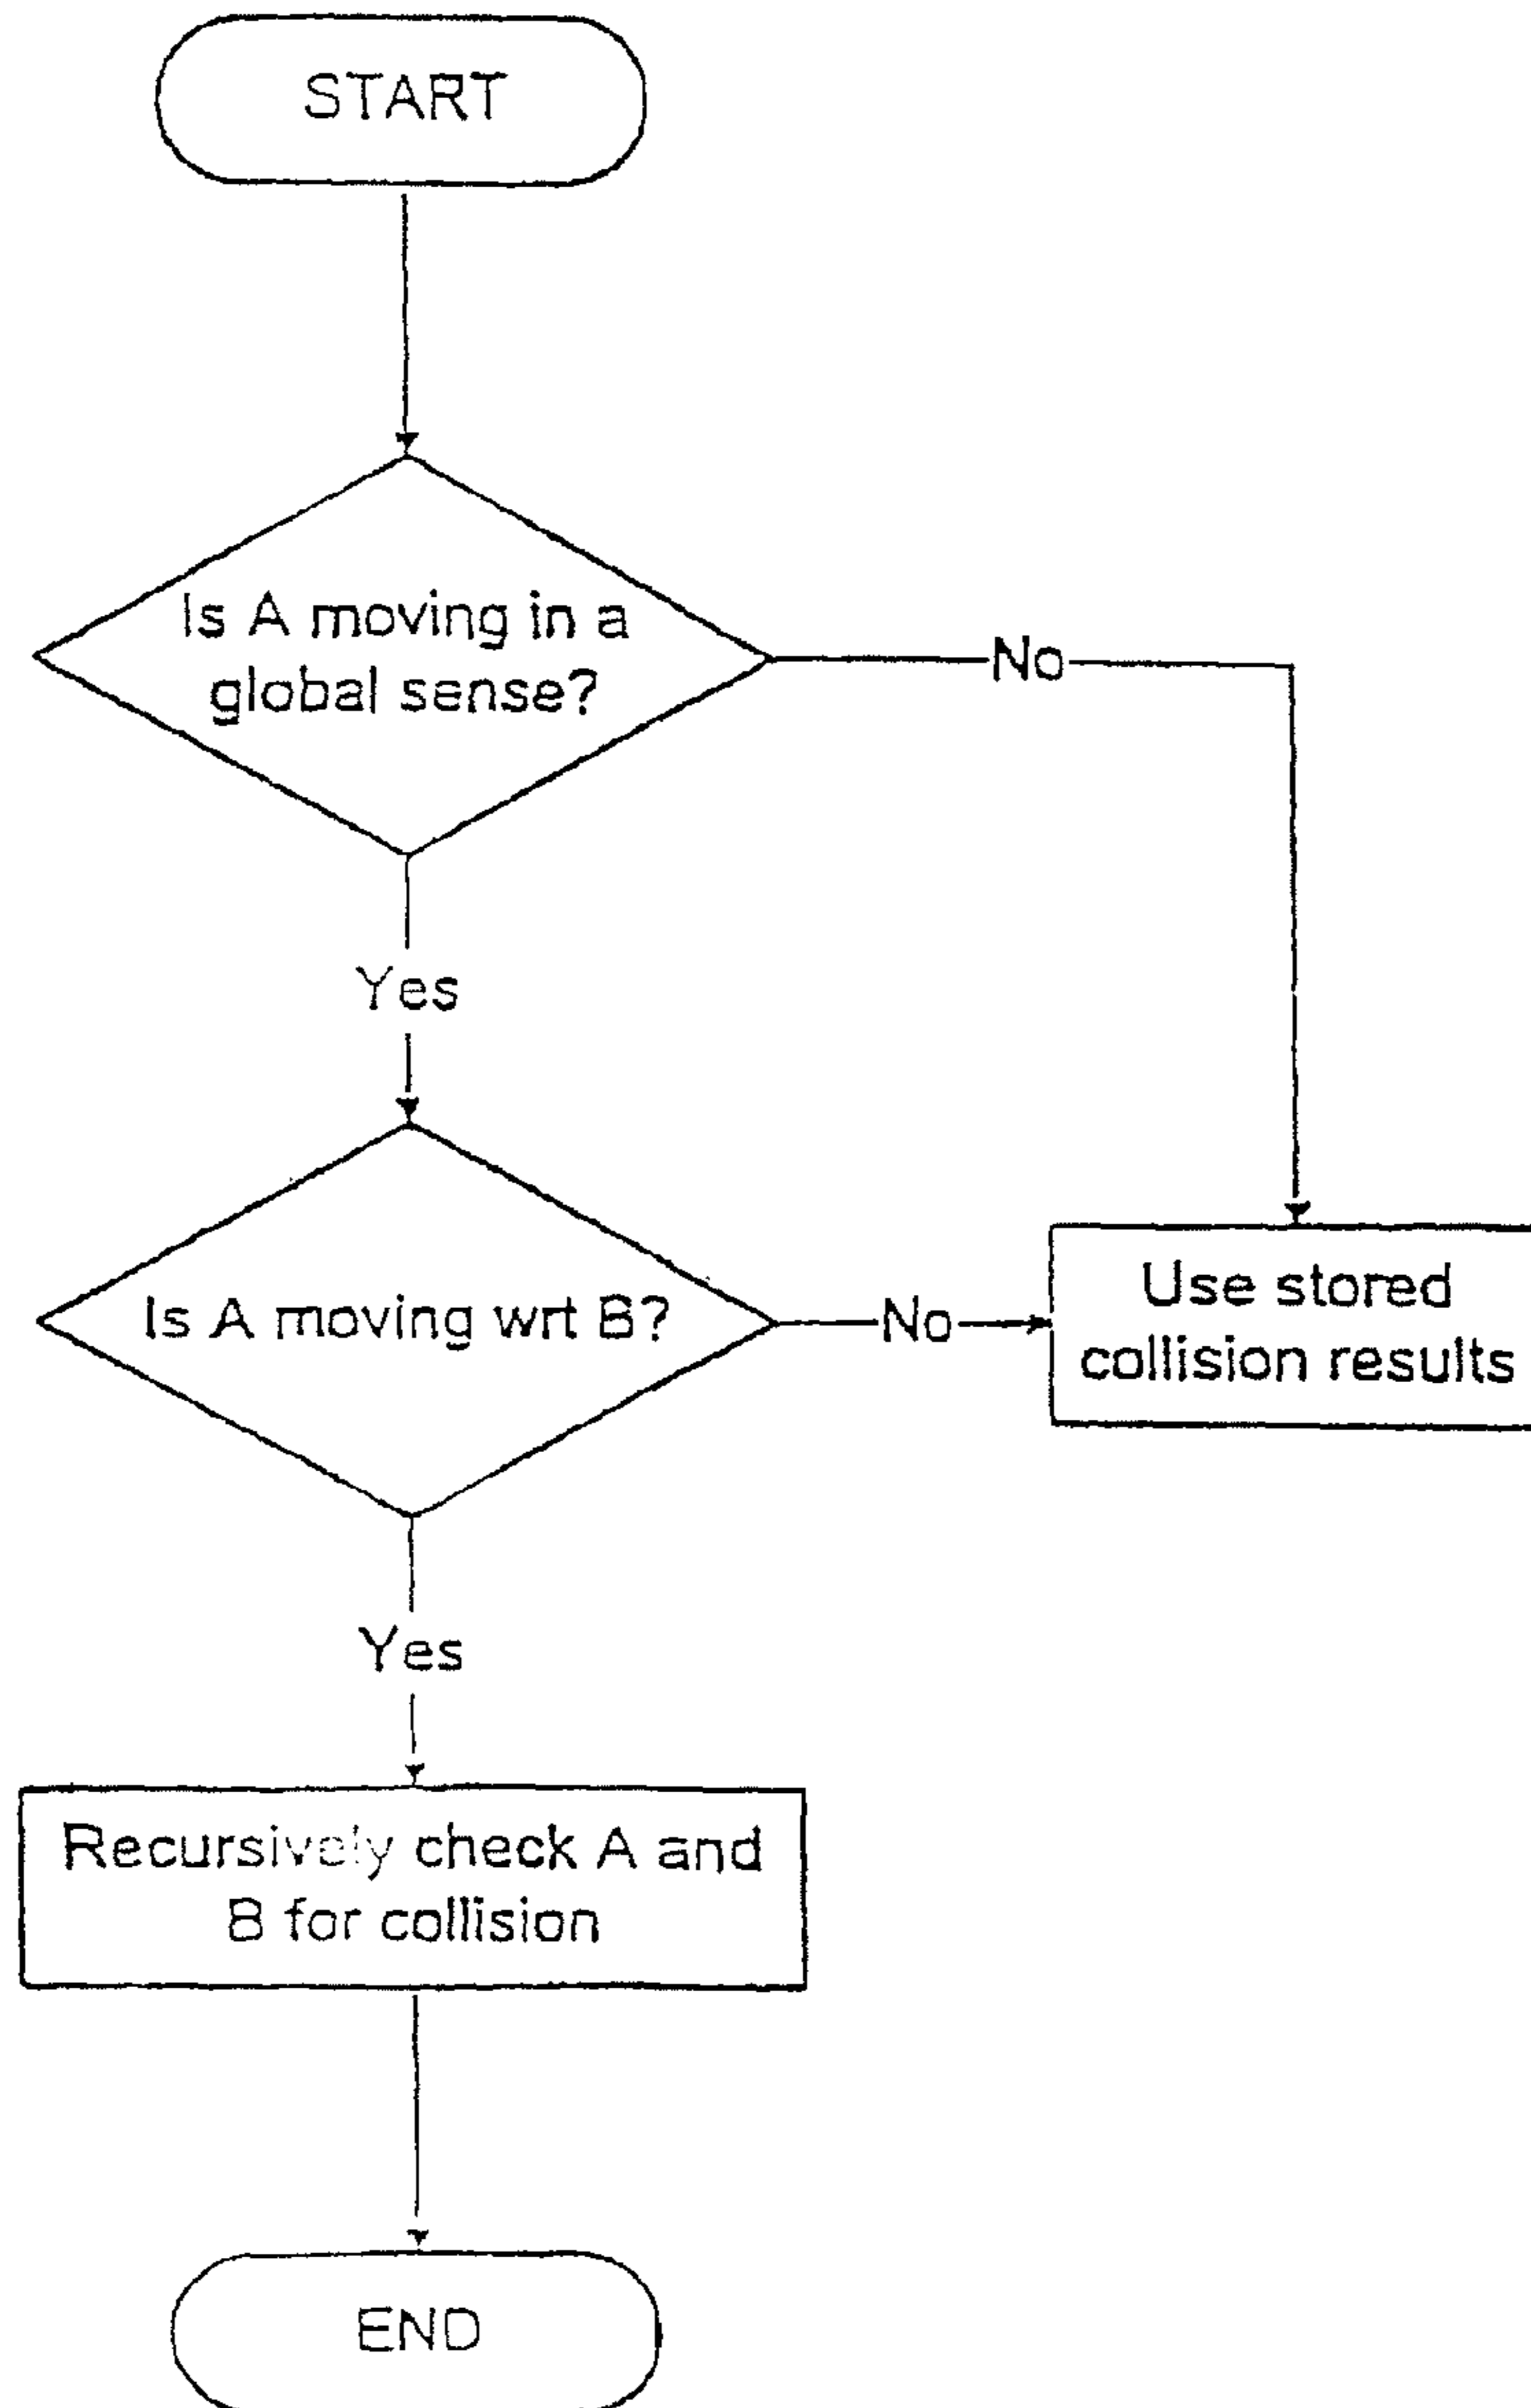 START
Is A moving in a
global sense?
No
Yes
Is A moving wrt B?
No
Use stored
collision results
Yes
Recursively check A and
B for collision
END